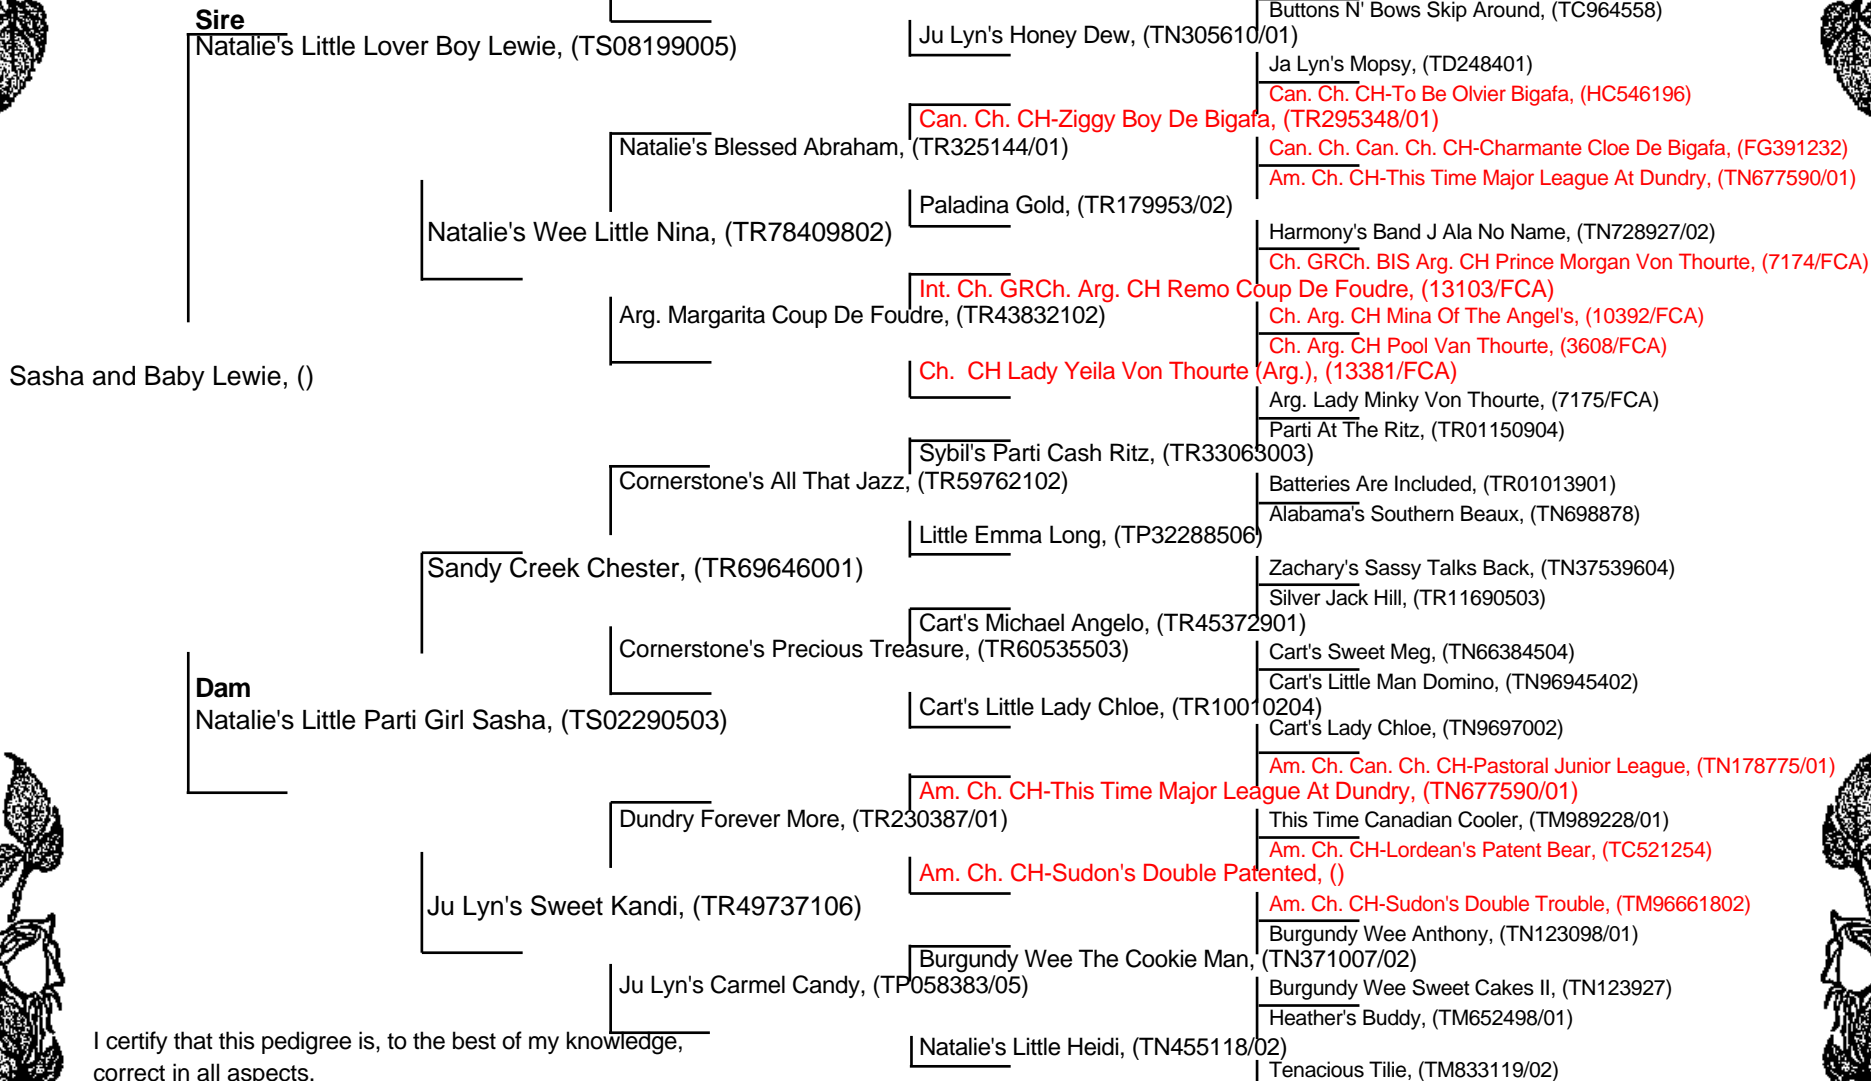 Buttons N' Bows Skip Around, (TC964558)
Sire
Natalie's Little Lover Boy Lewie, (TS08199005)
Ju Lyn's Honey Dew, (TN305610/01)
Ja Lyn's Mopsy, (TD248401)
Can. Ch. CH-To Be Olvier Bigafa, (HC546196)
Can. Ch. CH-Ziggy Boy De Bigafa, (TR295348/01)
Natalie's Blessed Abraham, (TR325144/01)
Can. Ch. Can. Ch. CH-Charmante Cloe De Bigafa, (FG391232)
Am. Ch. CH-This Time Major League At Dundry, (TN677590/01)
Paladina Gold, (TR179953/02)
Natalie's Wee Little Nina, (TR78409802)
Harmony's Band J Ala No Name, (TN728927/02)
Ch. GRCh. BIS Arg. CH Prince Morgan Von Thourte, (7174/FCA)
Int. Ch. GRCh. Arg. CH Remo Coup De Foudre, (13103/FCA)
Arg. Margarita Coup De Foudre, (TR43832102)
Ch. Arg. CH Mina Of The Angel's, (10392/FCA)
Ch. Arg. CH Pool Van Thourte, (3608/FCA)
Ch.  CH Lady Yeila Von Thourte (Arg.), (13381/FCA)
Sasha and Baby Lewie, ()
Arg. Lady Minky Von Thourte, (7175/FCA)
Parti At The Ritz, (TR01150904)
Sybil's Parti Cash Ritz, (TR33063003)
Cornerstone's All That Jazz, (TR59762102)
Batteries Are Included, (TR01013901)
Alabama's Southern Beaux, (TN698878)
Little Emma Long, (TP32288506)
Sandy Creek Chester, (TR69646001)
Zachary's Sassy Talks Back, (TN37539604)
Silver Jack Hill, (TR11690503)
Cart's Michael Angelo, (TR45372901)
Cornerstone's Precious Treasure, (TR60535503)
Cart's Sweet Meg, (TN66384504)
Cart's Little Man Domino, (TN96945402)
Dam
Cart's Little Lady Chloe, (TR10010204)
Natalie's Little Parti Girl Sasha, (TS02290503)
Cart's Lady Chloe, (TN9697002)
Am. Ch. Can. Ch. CH-Pastoral Junior League, (TN178775/01)
Am. Ch. CH-This Time Major League At Dundry, (TN677590/01)
Dundry Forever More, (TR230387/01)
This Time Canadian Cooler, (TM989228/01)
Am. Ch. CH-Lordean's Patent Bear, (TC521254)
Am. Ch. CH-Sudon's Double Patented, ()
Ju Lyn's Sweet Kandi, (TR49737106)
Am. Ch. CH-Sudon's Double Trouble, (TM96661802)
Burgundy Wee Anthony, (TN123098/01)
Burgundy Wee The Cookie Man, (TN371007/02)
Ju Lyn's Carmel Candy, (TP058383/05)
Burgundy Wee Sweet Cakes II, (TN123927)
Heather's Buddy, (TM652498/01)
Natalie's Little Heidi, (TN455118/02)
Tenacious Tilie, (TM833119/02)
I certify that this pedigree is, to the best of my knowledge,
correct in all aspects.